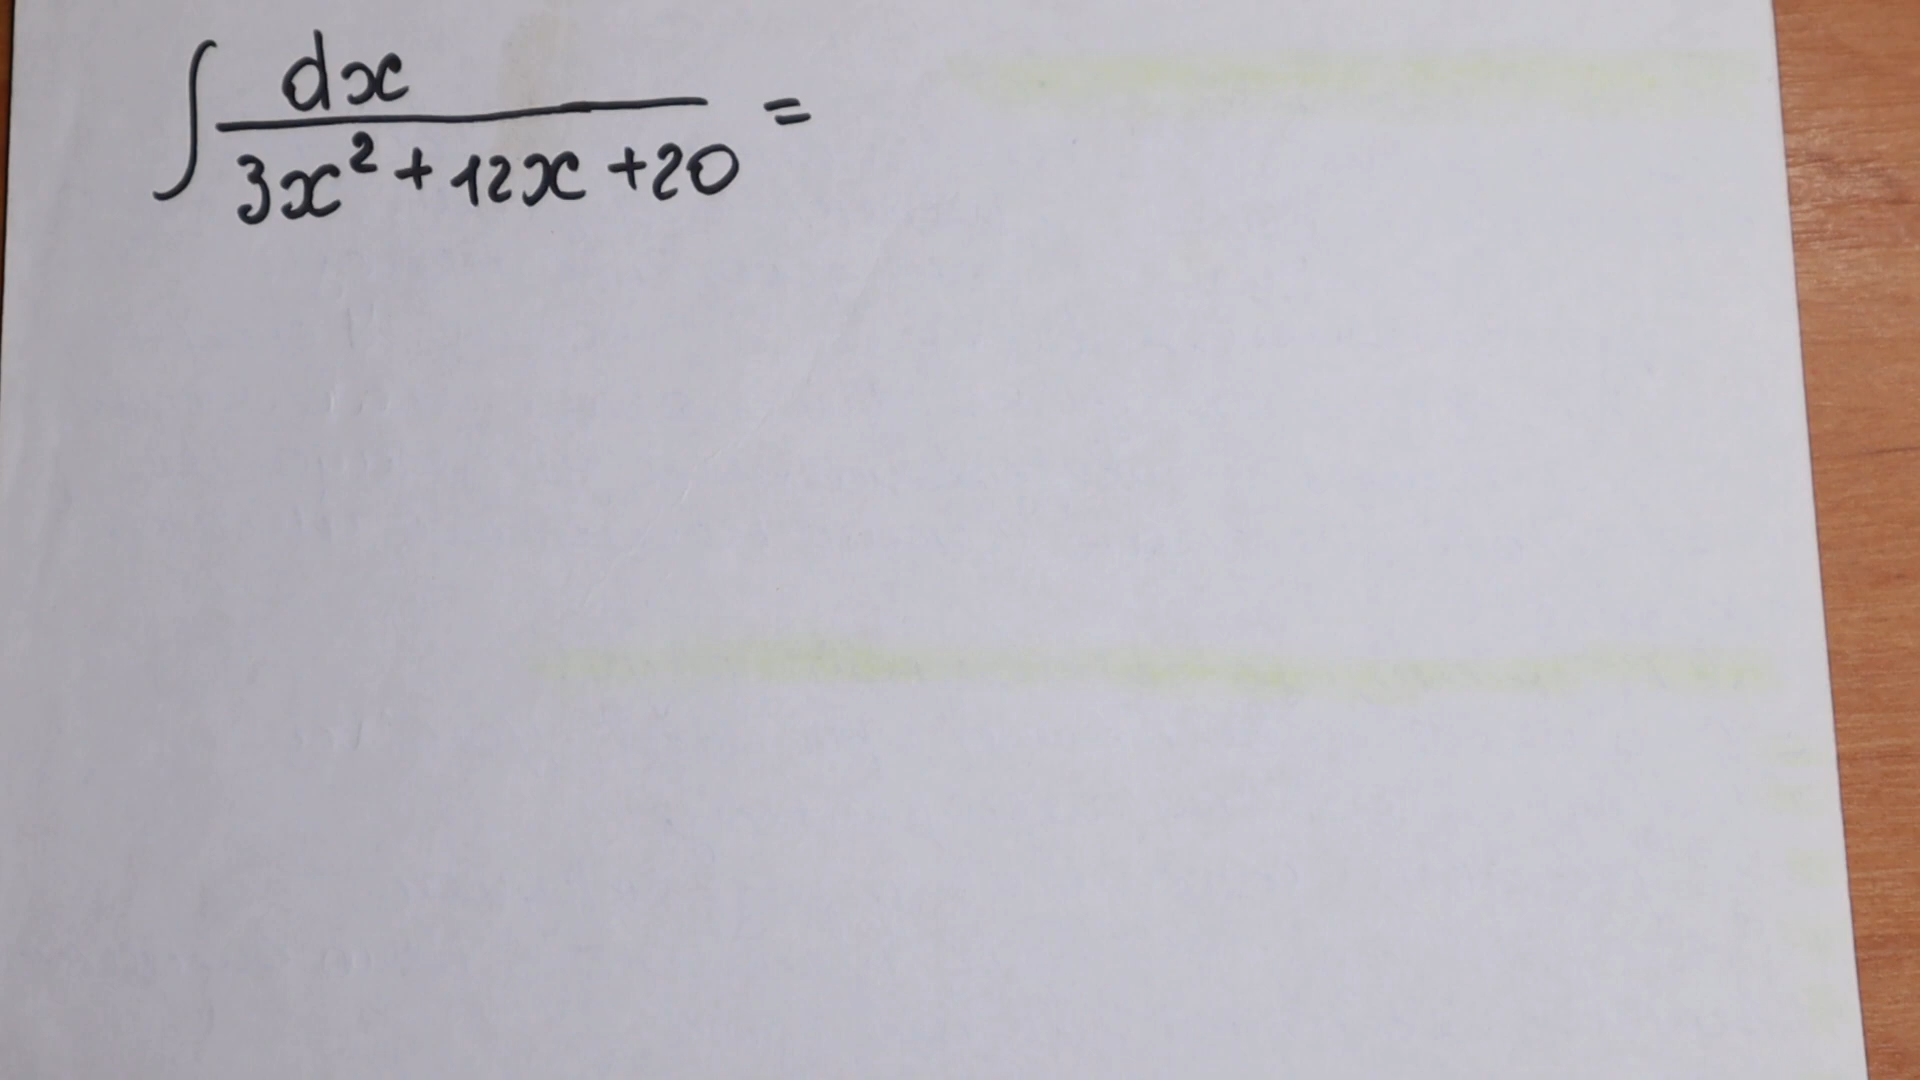 ∫ dx / (3x² + 12x + 20) =